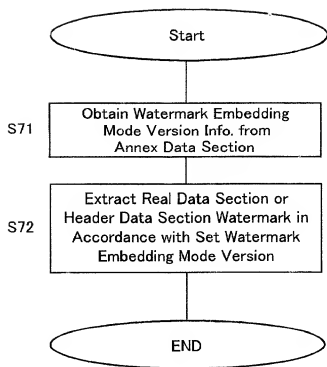 Start
S71
Obtain Watermark Embedding
Mode Version Info. from
Annex Data Section
S72
Extract Real Data Section or
Header Data Section Watermark in
Accordance with Set Watermark
Embedding Mode Version
END